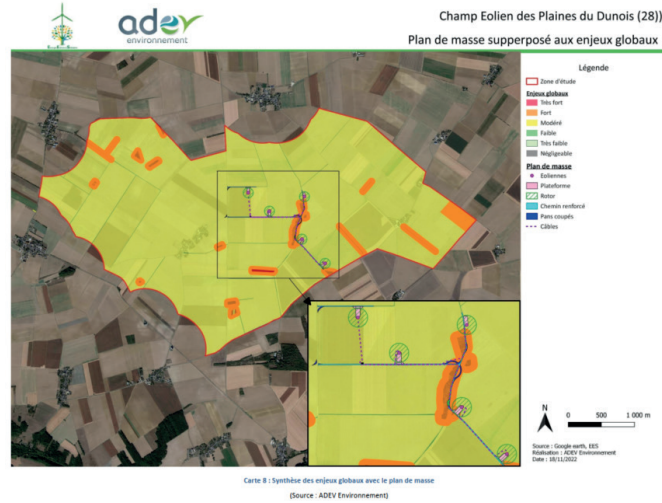 adev
environnement
Champ Eolien des Plaines du Dunois (28))
Plan de masse supperposé aux enjeux globaux
Légende
Zone d'étude
Enjeux globaux
Très fort
Fort
Modéré
Faible
Très faible
Négligeable
Plan de masse
Eoliennes
Plateforme
Rotor
Chemin renforcé
Pans coupés
Câbles
N
0 500 1 000 m
Source : Google earth, EES
Réalisation : ADEV Environnement
Date : 18/11/2022
Carte 8 : Synthèse des enjeux globaux avec le plan de masse
(Source : ADEV Environnement)